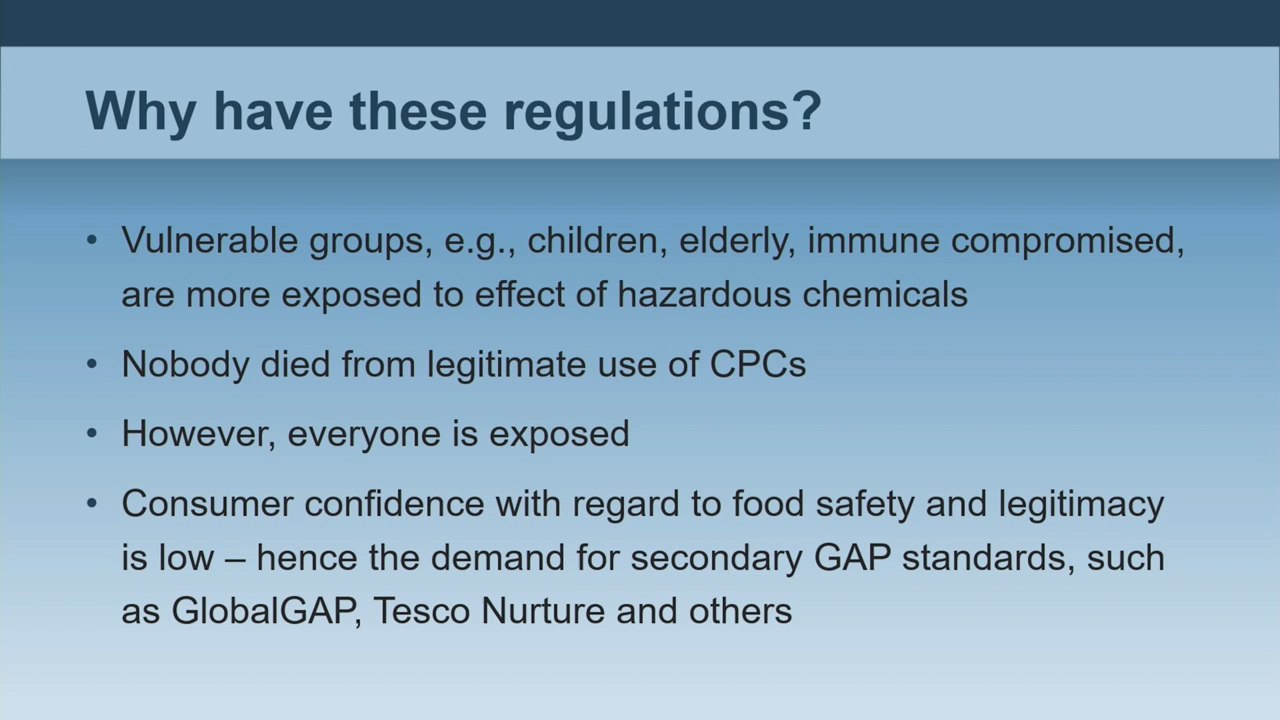 Why have these regulations?
• Vulnerable groups, e.g., children, elderly, immune compromised,
are more exposed to effect of hazardous chemicals
• Nobody died from legitimate use of CPCs
• However, everyone is exposed
• Consumer confidence with regard to food safety and legitimacy
is low – hence the demand for secondary GAP standards, such
as GlobalGAP, Tesco Nurture and others